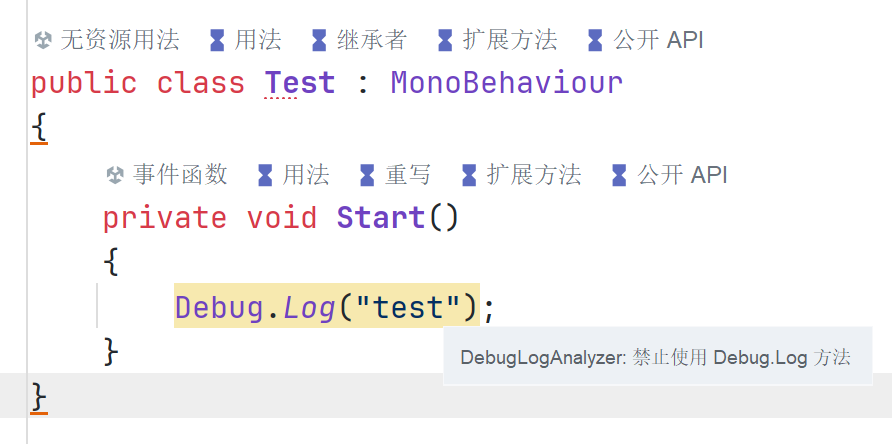 无资源用法 用法 继承者 扩展方法 公开 API
public class Test : MonoBehaviour
{
事件函数 用法 重写 扩展方法 公开 API
private void Start()
{
Debug.Log("test");
DebugLogAnalyzer: 禁止使用 Debug.Log 方法
}
}